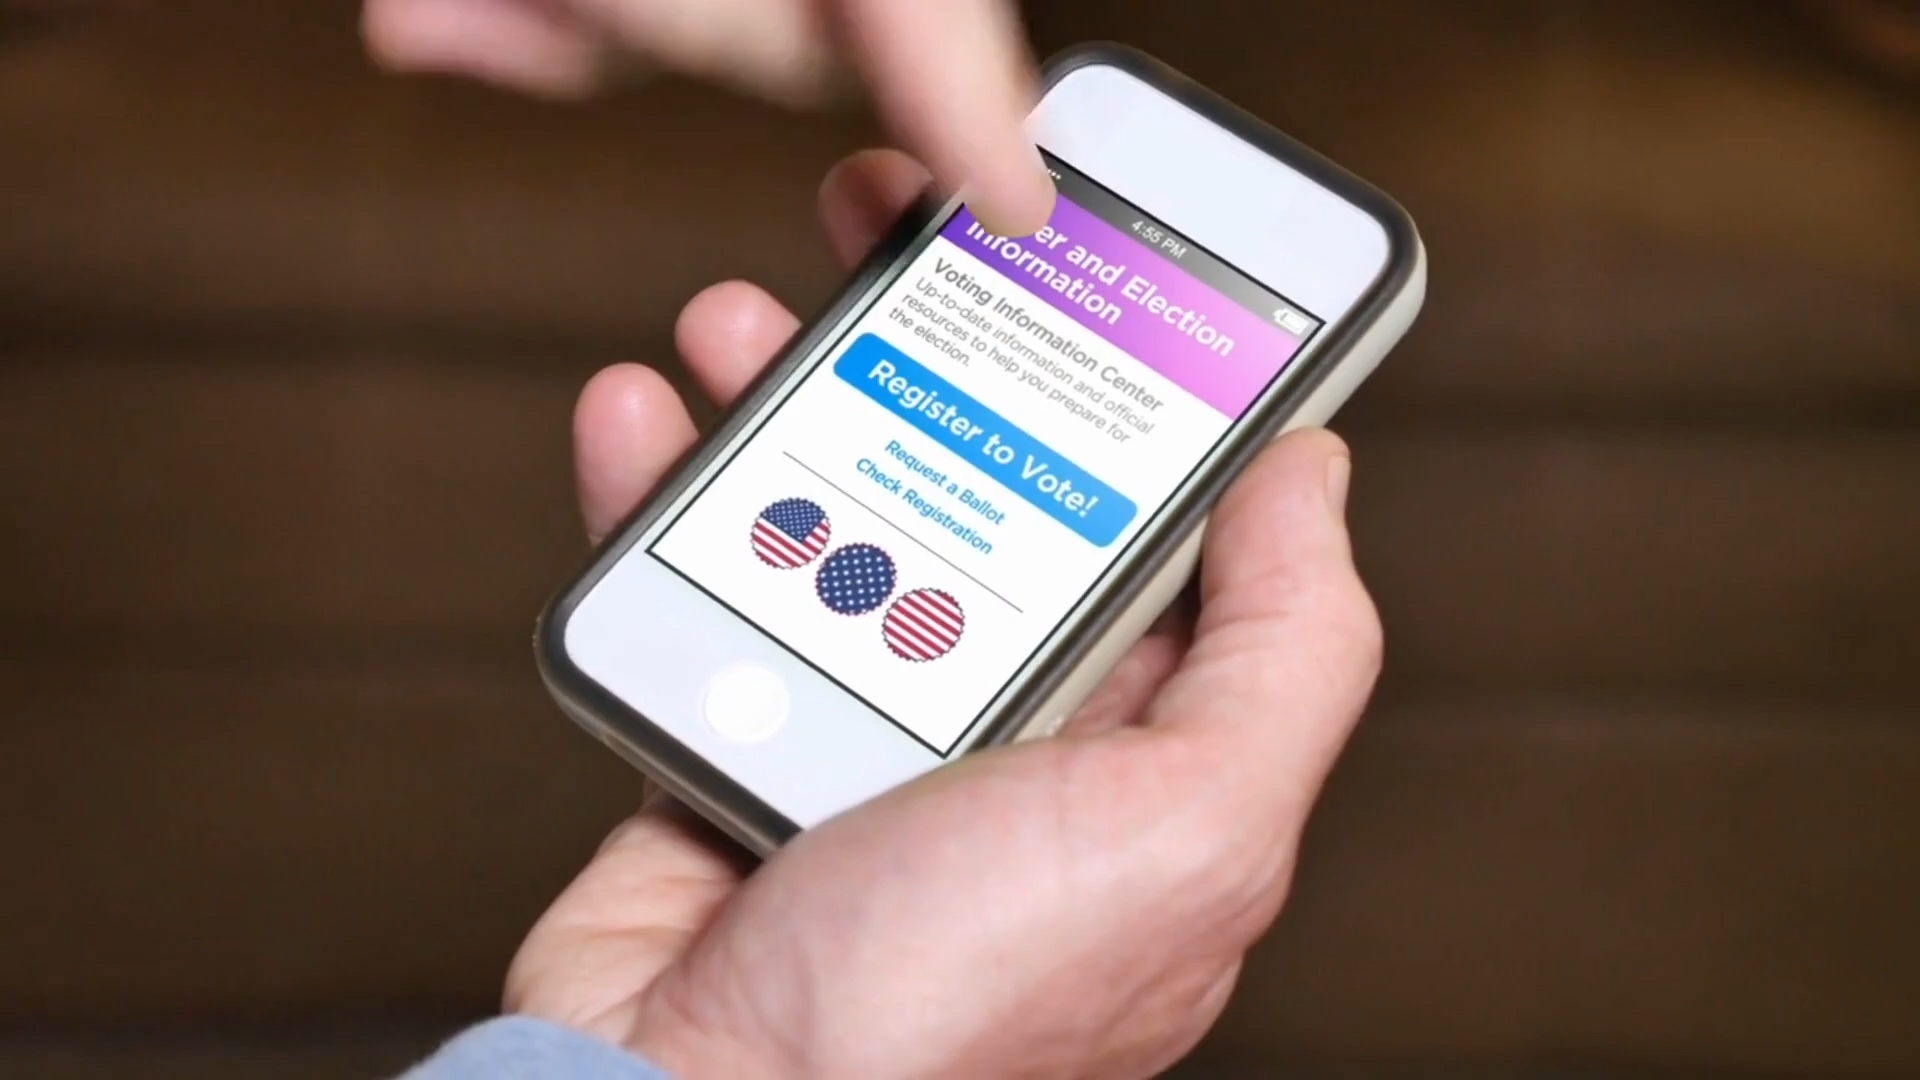 4:55 PM
er and Election
Information
Voting Information Center
Up-to-date information and official
resources to help you prepare for
the election.
Register to Vote!
Request a Ballot
Check Registration